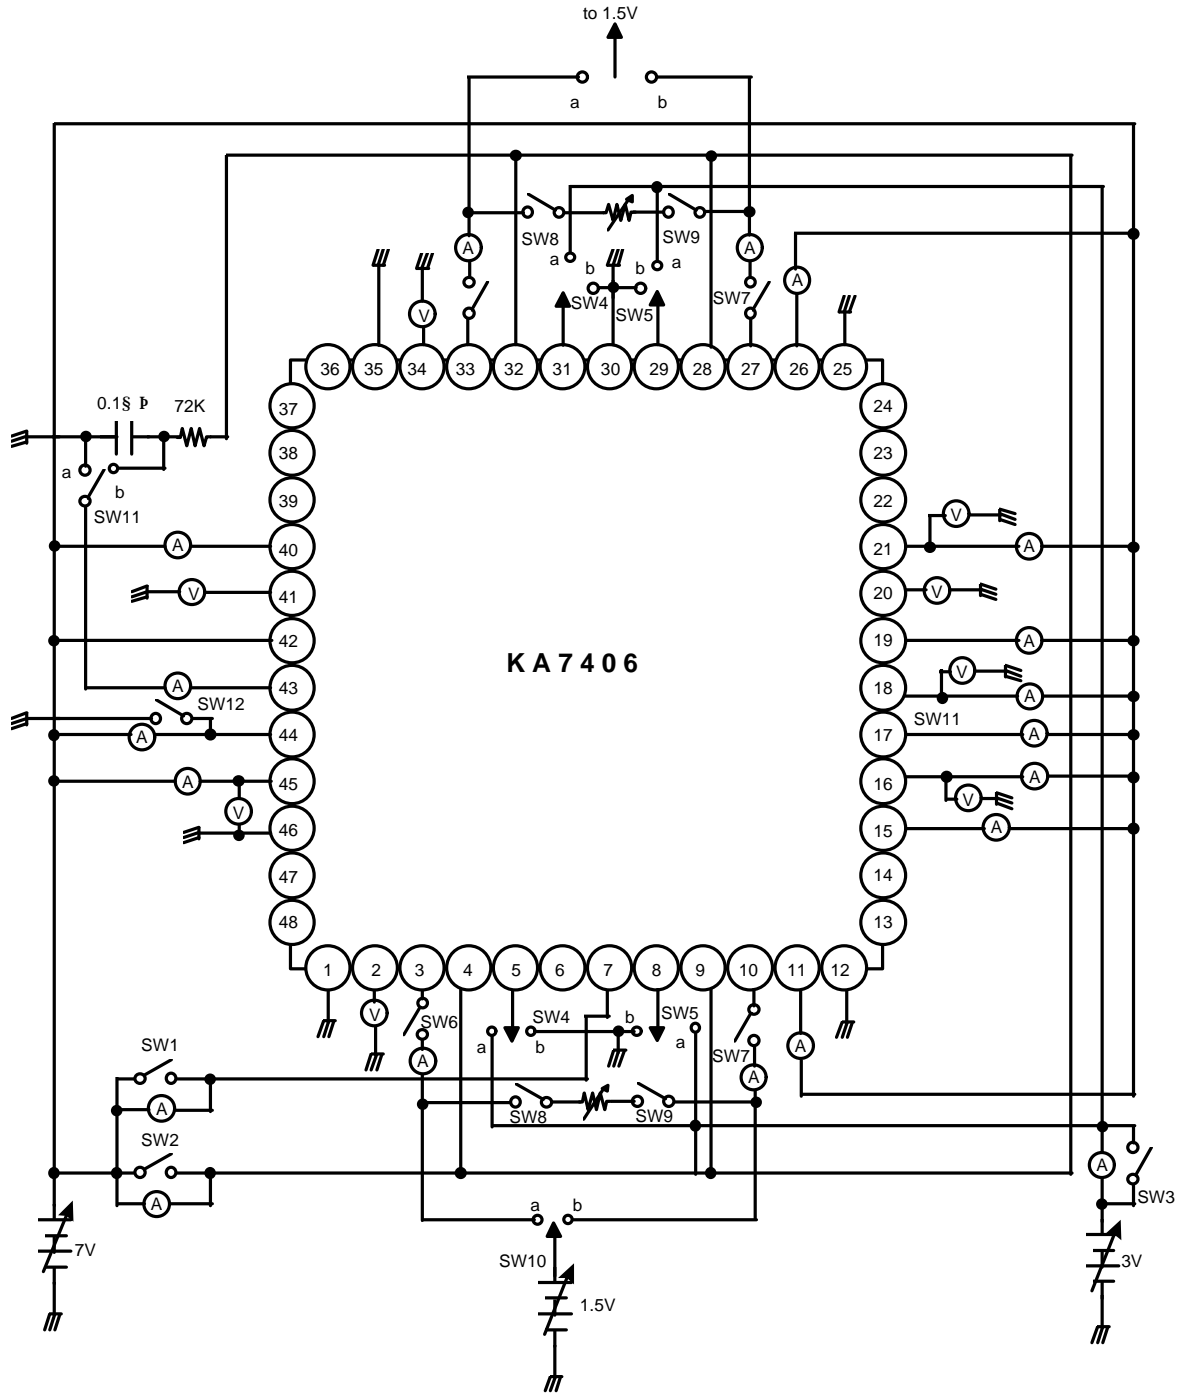 to 1.5V
a b
A SW8 SW9 A
a b b a A
SW4 SW5 SW7
V
36 35 34 33 32 31 30 29 28 27 26 25
0.1§ Þ 72K
37 24
38 23
a b
SW11
39 22
V
A 40 21 A
V 41 20 V
42 19 A
KA7406
V
A 43 18 A
SW12 SW11
A 44 17 A
A 45 16 A
V V
46 15 A
47 14
48 13
1 2 3 4 5 6 7 8 9 10 11 12
V SW6 SW4 b SW5
a b a SW7 A
SW1 A A
A SW8 SW9
SW2
A A
SW3
a b
7V SW10 3V
1.5V